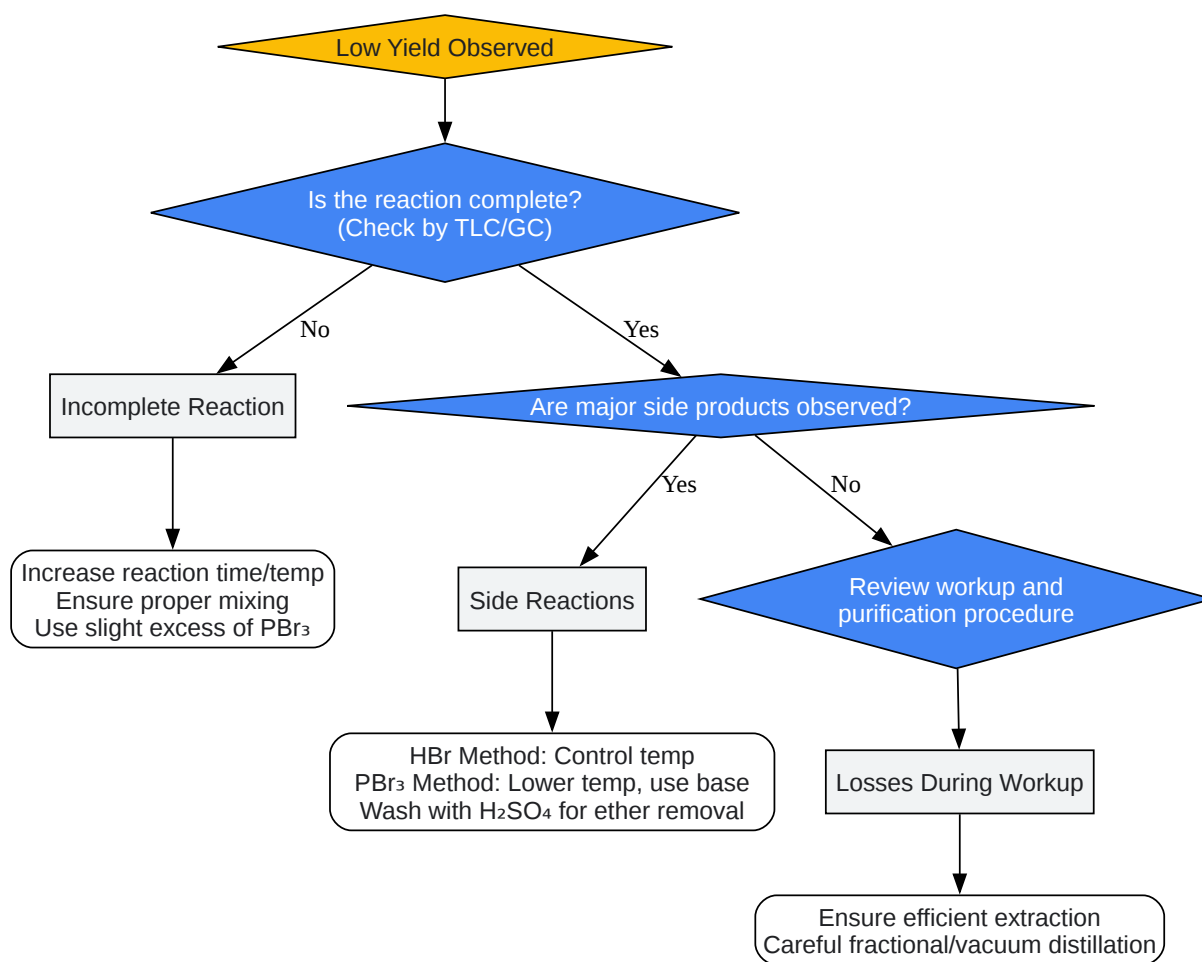 Low Yield Observed
Is the reaction complete?
(Check by TLC/GC)
No
Yes
Incomplete Reaction
Are major side products observed?
Increase reaction time/temp
Ensure proper mixing
Use slight excess of PBr₃
Yes
No
Side Reactions
Review workup and
purification procedure
HBr Method: Control temp
PBr₃ Method: Lower temp, use base
Wash with H₂SO₄ for ether removal
Losses During Workup
Ensure efficient extraction
Careful fractional/vacuum distillation